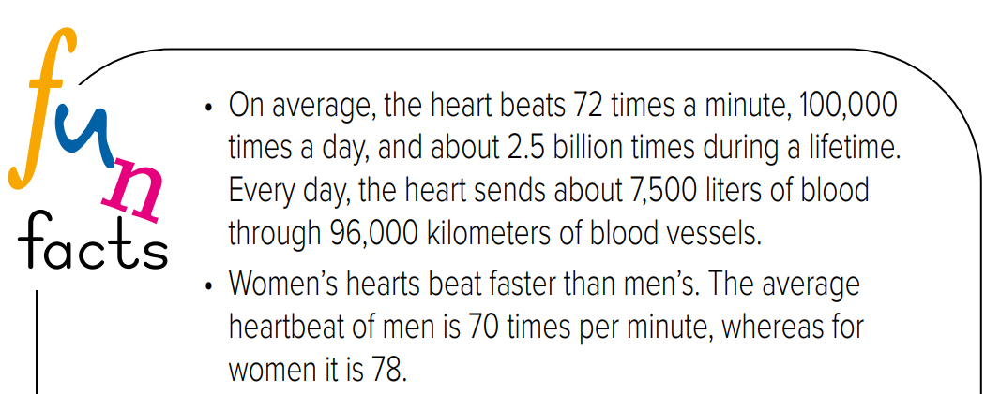 fun
facts
• On average, the heart beats 72 times a minute, 100,000
times a day, and about 2.5 billion times during a lifetime.
Every day, the heart sends about 7,500 liters of blood
through 96,000 kilometers of blood vessels.
• Women’s hearts beat faster than men’s. The average
heartbeat of men is 70 times per minute, whereas for
women it is 78.